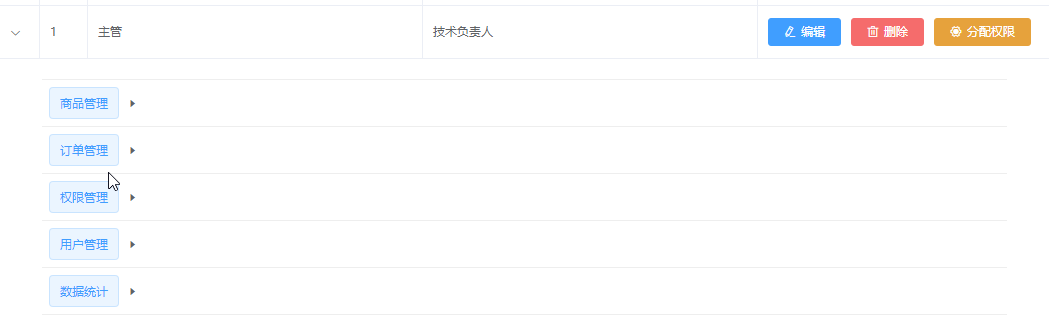 1 主管 技术负责人 编辑 删除 分配权限
商品管理
订单管理
权限管理
用户管理
数据统计